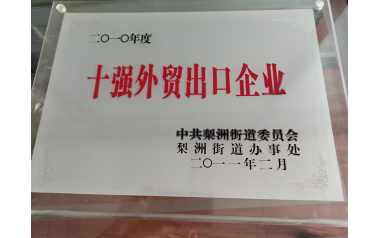 二〇一〇年度
十强外贸出口企业
中共梨洲街道委员会
梨洲街道办事处
二〇一一年二月